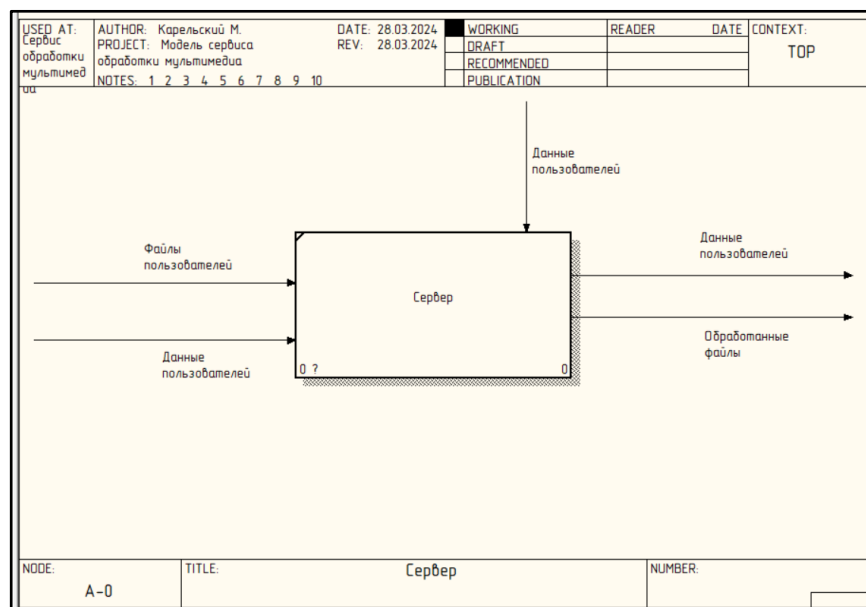 USED AT:
Сервис
обработки
мультимед
иа
AUTHOR: Карельский М.
DATE: 28.03.2024
PROJECT: Модель сервиса
обработки мультимедиа
REV: 28.03.2024
NOTES: 1 2 3 4 5 6 7 8 9 10
WORKING
DRAFT
RECOMMENDED
PUBLICATION
READER DATE
CONTEXT:
TOP
Данные
пользователей
Файлы
пользователей
Данные
пользователей
Сервер
0 ?
0
Данные
пользователей
Обработанные
файлы
NODE:
A-0
TITLE:
Сервер
NUMBER: